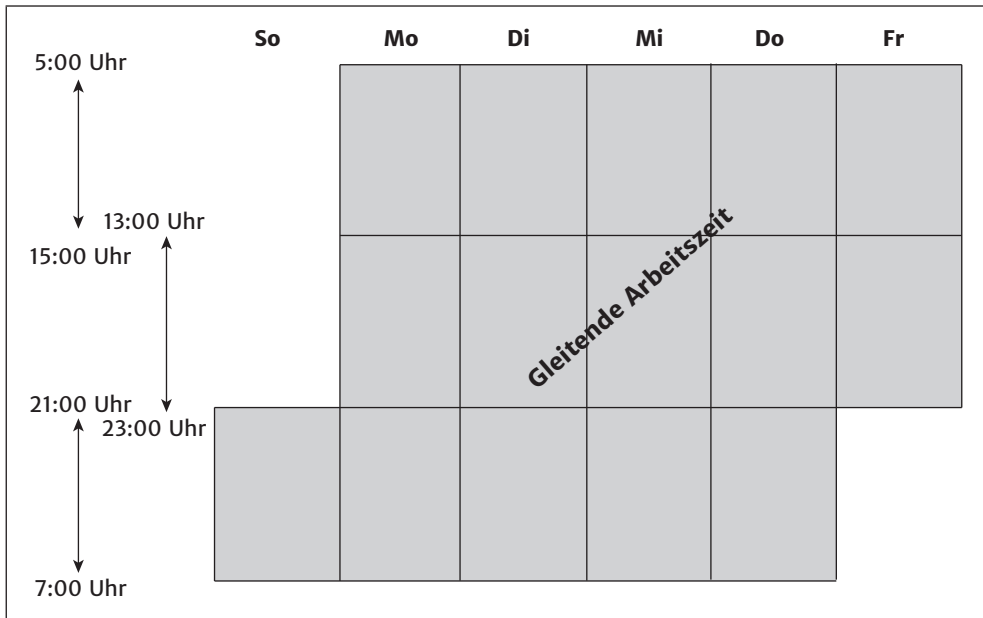 So Mo Di Mi Do Fr
5:00 Uhr
13:00 Uhr
15:00 Uhr
Gleitende Arbeitszeit
21:00 Uhr
23:00 Uhr
7:00 Uhr